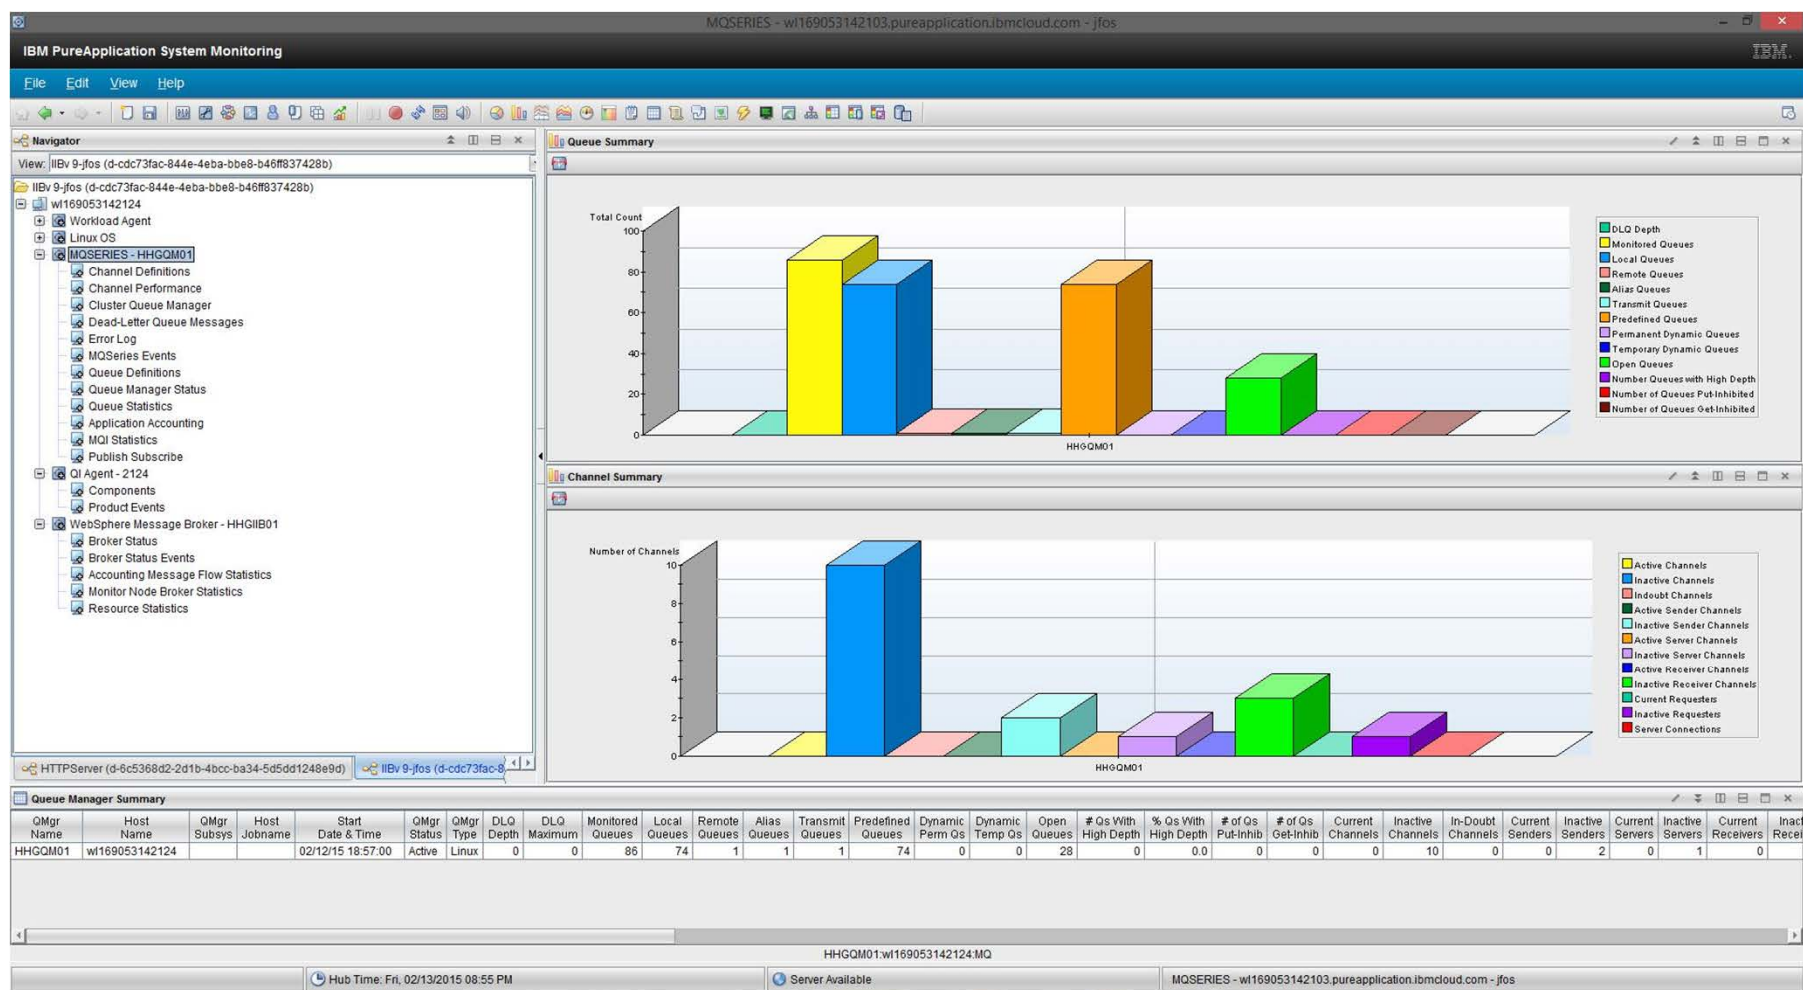 MQSERIES - wl169053142103.pureapplication.ibmcloud.com - jfos
IBM PureApplication System Monitoring
IBM.
File Edit View Help
Navigator
View: IIBv 9-jfos (d-cdc73fac-844e-4eba-bbe8-b46ff837428b)
IIBv 9-jfos (d-cdc73fac-844e-4eba-bbe8-b46ff837428b)
wl169053142124
Workload Agent
Linux OS
MQSERIES - HHGQM01
Channel Definitions
Channel Performance
Cluster Queue Manager
Dead-Letter Queue Messages
Error Log
MQSeries Events
Queue Definitions
Queue Manager Status
Queue Statistics
Application Accounting
MQI Statistics
Publish Subscribe
QI Agent - 2124
Components
Product Events
WebSphere Message Broker - HHGIIB01
Broker Status
Broker Status Events
Accounting Message Flow Statistics
Monitor Node Broker Statistics
Resource Statistics
HTTPServer (d-6c5368d2-2d1b-4bcc-ba34-5d5dd1248e9d)
IIBv 9-jfos (d-cdc73fac-8
Queue Summary
Total Count
100
80
60
40
20
0
HHGQM01
DLQ Depth
Monitored Queues
Local Queues
Remote Queues
Alias Queues
Transmit Queues
Predefined Queues
Permanent Dynamic Queues
Temporary Dynamic Queues
Open Queues
Number Queues with High Depth
Number of Queues Put-Inhibited
Number of Queues Get-Inhibited
Channel Summary
Number of Channels
10
8
6
4
2
0
HHGQM01
Active Channels
Inactive Channels
Indoubt Channels
Active Sender Channels
Inactive Sender Channels
Active Server Channels
Inactive Server Channels
Active Receiver Channels
Inactive Receiver Channels
Current Requesters
Inactive Requesters
Server Connections
Queue Manager Summary
QMgr Host QMgr Host Start QMgr QMgr DLQ DLQ Monitored Local Remote Alias Transmit Predefined Dynamic Dynamic Open # Qs With % Qs With # of Qs # of Qs Current Inactive In-Doubt Current Inactive Current Inactive Current Inact
Name Name Subsys Jobname Date & Time Status Type Depth Maximum Queues Queues Queues Queues Queues Queues Perm Qs Temp Qs Queues High Depth High Depth Put-Inhib Get-Inhib Channels Channels Channels Senders Senders Servers Servers Receivers Recei
HHGQM01 wl169053142124 02/12/15 18:57:00 Active Linux 0 0 86 74 1 1 1 74 0 0 28 0 0.0 0 0 0 10 0 0 2 0 1 0
HHGQM01:wl169053142124:MQ
Hub Time: Fri, 02/13/2015 08:55 PM
Server Available
MQSERIES - wl169053142103.pureapplication.ibmcloud.com - jfos